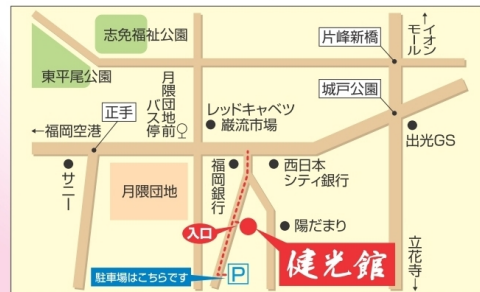 志免福祉公園
片峰新橋
←イオン
モール
東平尾公園
月隈団地前
バス停
レッドキャベツ
巌流市場
城戸公園
正手
←福岡空港
出光GS
サニー
月隈団地
福岡銀行
西日本
シティ銀行
陽だまり
入口
健光館
駐車場はこちらです
P
立花寺→